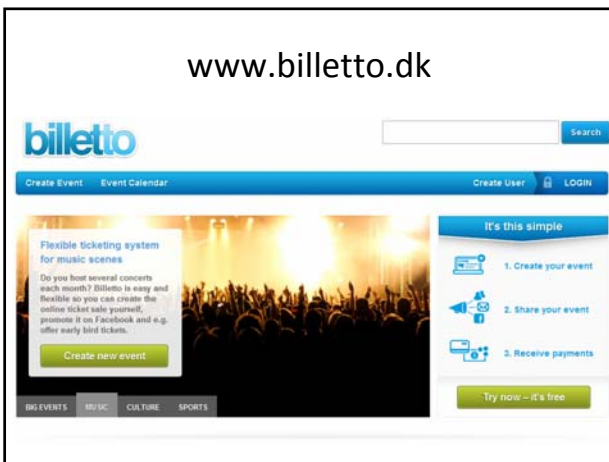 www.billetto.dk
billetto
Search
Create Event Event Calendar
Create User LOGIN
Flexible ticketing system
for music scenes
Do you host several concerts
each month? Billetto is easy and
flexible so you can create the
online ticket sale yourself,
promote it on Facebook and e.g.
offer early bird tickets.
Create new event
BIG EVENTS MUSIC CULTURE SPORTS
It's this simple
1. Create your event
2. Share your event
3. Receive payments
Try now – it's free